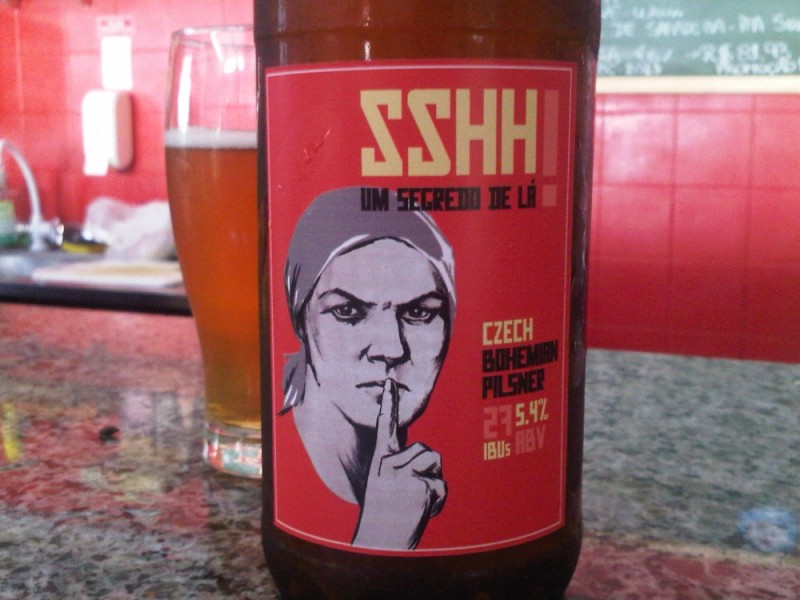 SSHH!
UM SEGREDO DE LÁ
CZECH
BOHEMIAN
PILSNER
27 5.4%
IBUs ABV